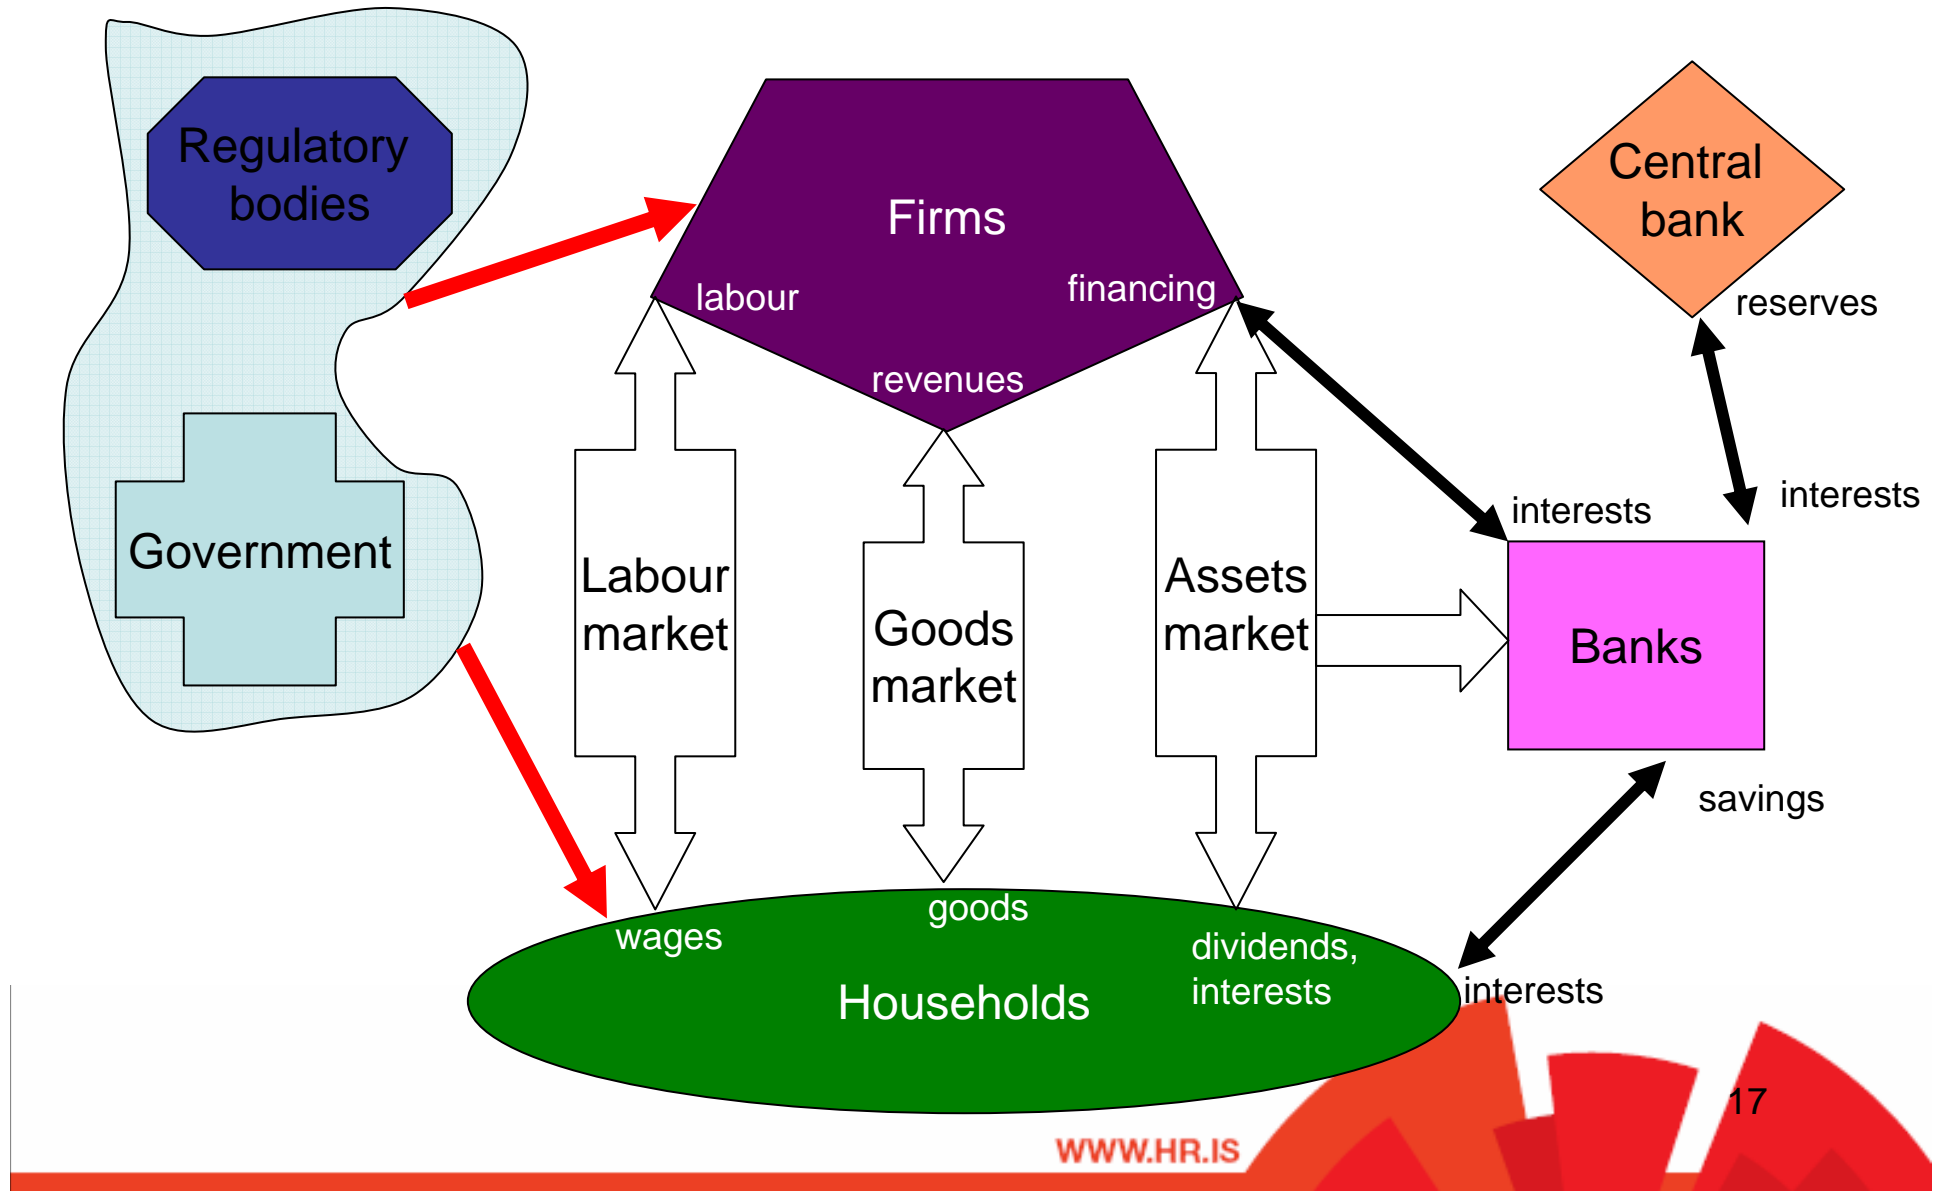 Regulatory
bodies
Government
Firms
labour
financing
revenues
Central
bank
reserves
interests
interests
Labour
market
Goods
market
Assets
market
Banks
savings
wages
goods
dividends,
interests
Households
interests
17
WWW.HR.IS